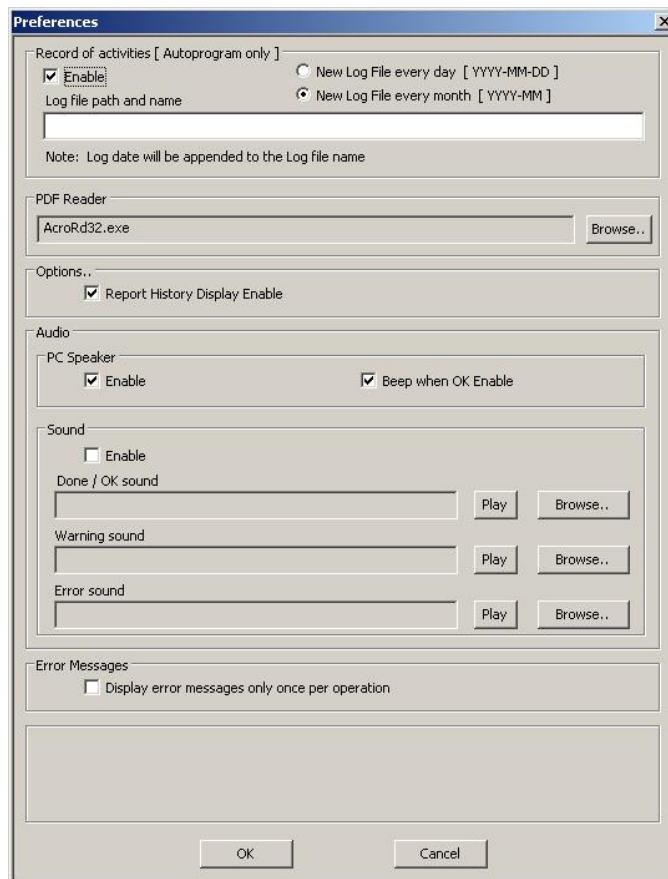 Preferences
Record of activities [ Autoprogram only ]
Enable
New Log File every day [ YYYY-MM-DD ]
Log file path and name
New Log File every month [ YYYY-MM ]
Note: Log date will be appended to the Log file name
PDF Reader
AcroRd32.exe
Browse..
Options..
Report History Display Enable
Audio
PC Speaker
Enable
Beep when OK Enable
Sound
Enable
Done / OK sound
Play
Browse..
Warning sound
Play
Browse..
Error sound
Play
Browse..
Error Messages
Display error messages only once per operation
OK
Cancel